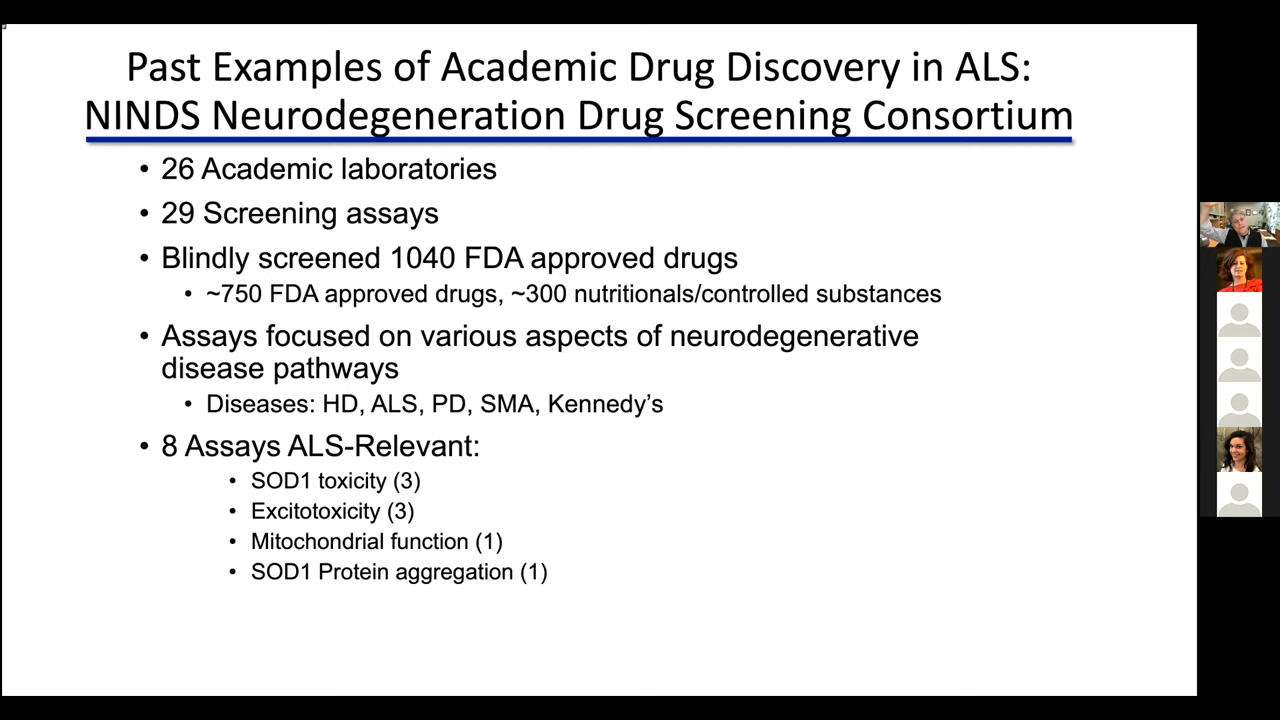 Past Examples of Academic Drug Discovery in ALS:
NINDS Neurodegeneration Drug Screening Consortium
• 26 Academic laboratories
• 29 Screening assays
• Blindly screened 1040 FDA approved drugs
• ~750 FDA approved drugs, ~300 nutritionals/controlled substances
• Assays focused on various aspects of neurodegenerative
disease pathways
• Diseases: HD, ALS, PD, SMA, Kennedy’s
• 8 Assays ALS-Relevant:
• SOD1 toxicity (3)
• Excitotoxicity (3)
• Mitochondrial function (1)
• SOD1 Protein aggregation (1)